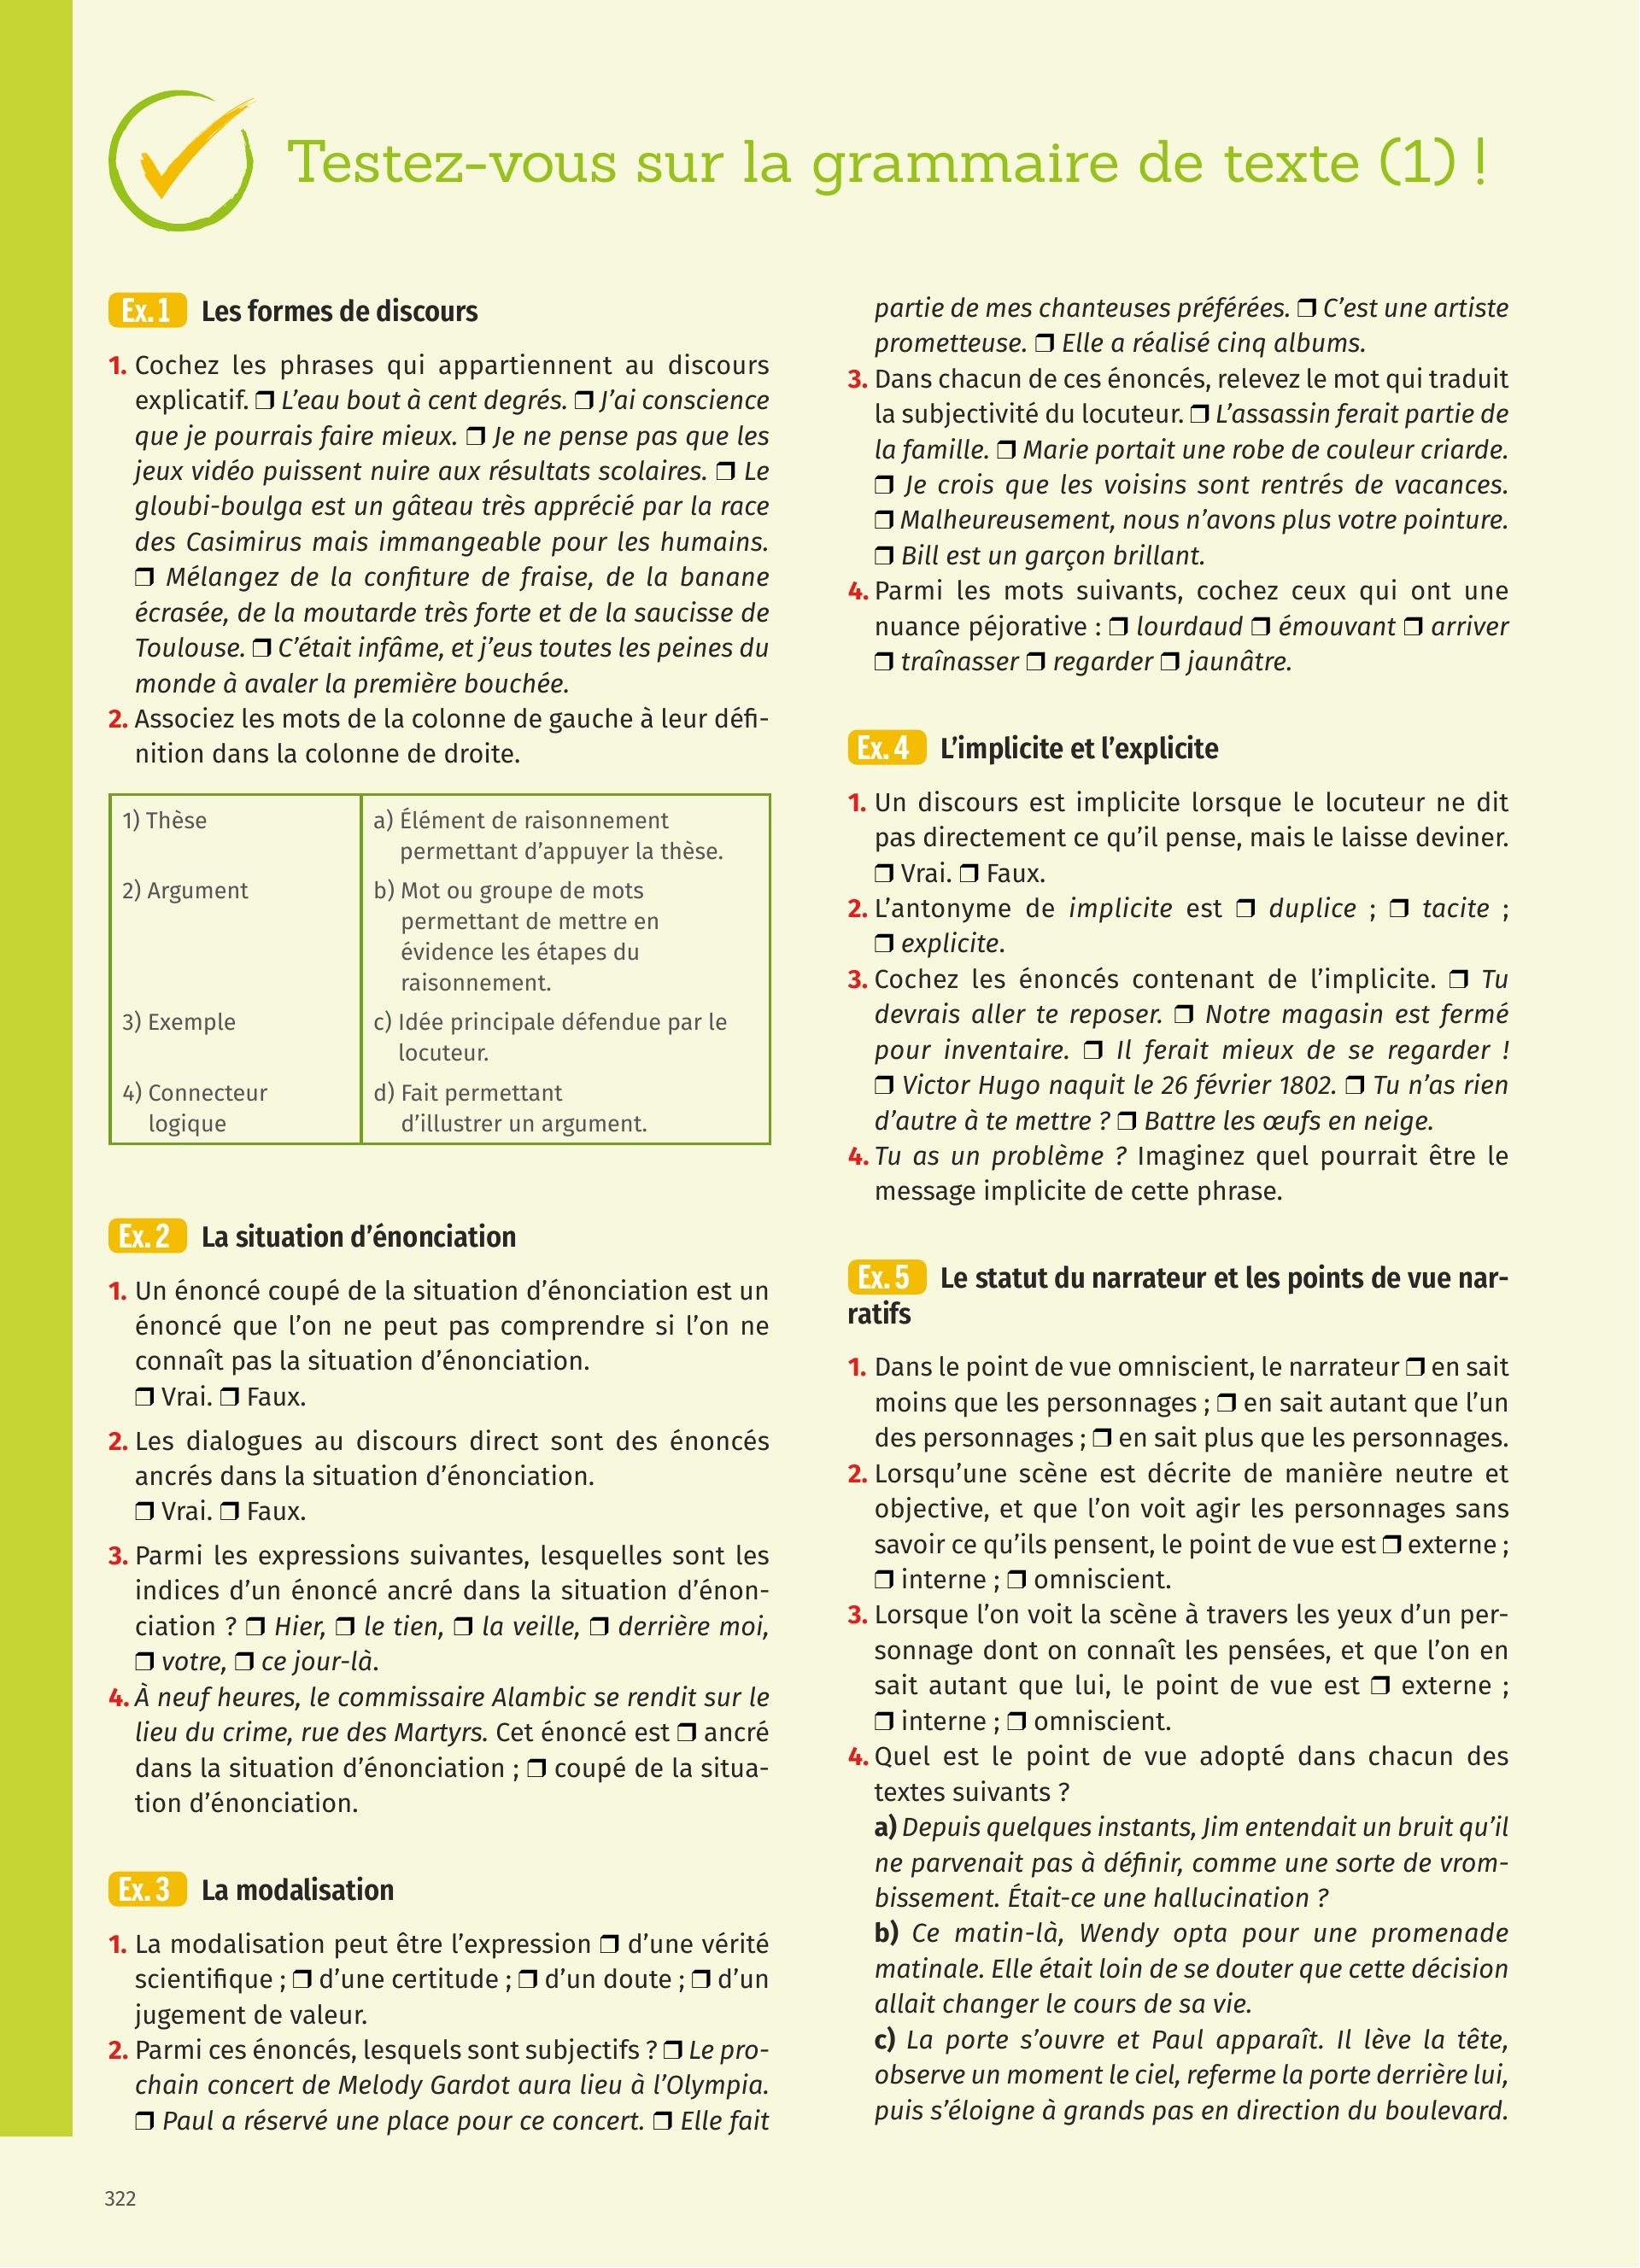 Testez-vous sur la grammaire de texte (1) !
Ex. 1 Les formes de discours
1. Cochez les phrases qui appartiennent au discours
explicatif. ❒ L’eau bout à cent degrés. ❒ J’ai conscience
que je pourrais faire mieux. ❒ Je ne pense pas que les
jeux vidéo puissent nuire aux résultats scolaires. ❒ Le
gloubi-boulga est un gâteau très apprécié par la race
des Casimirus mais immangeable pour les humains.
❒ Mélangez de la confiture de fraise, de la banane
écrasée, de la moutarde très forte et de la saucisse de
Toulouse. ❒ C’était infâme, et j’eus toutes les peines du
monde à avaler la première bouchée.
2. Associez les mots de la colonne de gauche à leur défi-
nition dans la colonne de droite.
1) Thèse
a) Élément de raisonnement
permettant d’appuyer la thèse.
2) Argument
b) Mot ou groupe de mots
permettant de mettre en
évidence les étapes du
raisonnement.
3) Exemple
c) Idée principale défendue par le
locuteur.
4) Connecteur
logique
d) Fait permettant
d’illustrer un argument.
Ex. 2 La situation d’énonciation
1. Un énoncé coupé de la situation d’énonciation est un
énoncé que l’on ne peut pas comprendre si l’on ne
connaît pas la situation d’énonciation.
❒ Vrai. ❒ Faux.
2. Les dialogues au discours direct sont des énoncés
ancrés dans la situation d’énonciation.
❒ Vrai. ❒ Faux.
3. Parmi les expressions suivantes, lesquelles sont les
indices d’un énoncé ancré dans la situation d’énon-
ciation ? ❒ Hier, ❒ le tien, ❒ la veille, ❒ derrière moi,
❒ votre, ❒ ce jour-là.
4. À neuf heures, le commissaire Alambic se rendit sur le
lieu du crime, rue des Martyrs. Cet énoncé est ❒ ancré
dans la situation d’énonciation ; ❒ coupé de la situa-
tion d’énonciation.
Ex. 3 La modalisation
1. La modalisation peut être l’expression ❒ d’une vérité
scientifique ; ❒ d’une certitude ; ❒ d’un doute ; ❒ d’un
jugement de valeur.
2. Parmi ces énoncés, lesquels sont subjectifs ? ❒ Le pro-
chain concert de Melody Gardot aura lieu à l’Olympia.
❒ Paul a réservé une place pour ce concert. ❒ Elle fait
partie de mes chanteuses préférées. ❒ C’est une artiste
prometteuse. ❒ Elle a réalisé cinq albums.
3. Dans chacun de ces énoncés, relevez le mot qui traduit
la subjectivité du locuteur. ❒ L’assassin ferait partie de
la famille. ❒ Marie portait une robe de couleur criarde.
❒ Je crois que les voisins sont rentrés de vacances.
❒ Malheureusement, nous n’avons plus votre pointure.
❒ Bill est un garçon brillant.
4. Parmi les mots suivants, cochez ceux qui ont une
nuance péjorative : ❒ lourdaud ❒ émouvant ❒ arriver
❒ traînasser ❒ regarder ❒ jaunâtre.
Ex. 4 L’implicite et l’explicite
1. Un discours est implicite lorsque le locuteur ne dit
pas directement ce qu’il pense, mais le laisse deviner.
❒ Vrai. ❒ Faux.
2. L’antonyme de implicite est ❒ duplice ; ❒ tacite ;
❒ explicite.
3. Cochez les énoncés contenant de l’implicite. ❒ Tu
devrais aller te reposer. ❒ Notre magasin est fermé
pour inventaire. ❒ Il ferait mieux de se regarder !
❒ Victor Hugo naquit le 26 février 1802. ❒ Tu n’as rien
d’autre à te mettre ? ❒ Battre les œufs en neige.
4. Tu as un problème ? Imaginez quel pourrait être le
message implicite de cette phrase.
Ex. 5 Le statut du narrateur et les points de vue nar-
ratifs
1. Dans le point de vue omniscient, le narrateur ❒ en sait
moins que les personnages ; ❒ en sait autant que l’un
des personnages ; ❒ en sait plus que les personnages.
2. Lorsqu’une scène est décrite de manière neutre et
objective, et que l’on voit agir les personnages sans
savoir ce qu’ils pensent, le point de vue est ❒ externe ;
❒ interne ; ❒ omniscient.
3. Lorsque l’on voit la scène à travers les yeux d’un per-
sonnage dont on connaît les pensées, et que l’on en
sait autant que lui, le point de vue est ❒ externe ;
❒ interne ; ❒ omniscient.
4. Quel est le point de vue adopté dans chacun des
textes suivants ?
a) Depuis quelques instants, Jim entendait un bruit qu’il
ne parvenait pas à définir, comme une sorte de vrom-
bissement. Était-ce une hallucination ?
b) Ce matin-là, Wendy opta pour une promenade
matinale. Elle était loin de se douter que cette décision
allait changer le cours de sa vie.
c) La porte s’ouvre et Paul apparaît. Il lève la tête,
observe un moment le ciel, referme la porte derrière lui,
puis s’éloigne à grands pas en direction du boulevard.
322